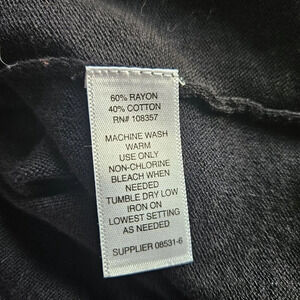 60% RAYON
40% COTTON
RN# 108357
MACHINE WASH
WARM
USE ONLY
NON-CHLORINE
BLEACH WHEN
NEEDED
TUMBLE DRY LOW
IRON ON
LOWEST SETTING
AS NEEDED
SUPPLIER 08531-6